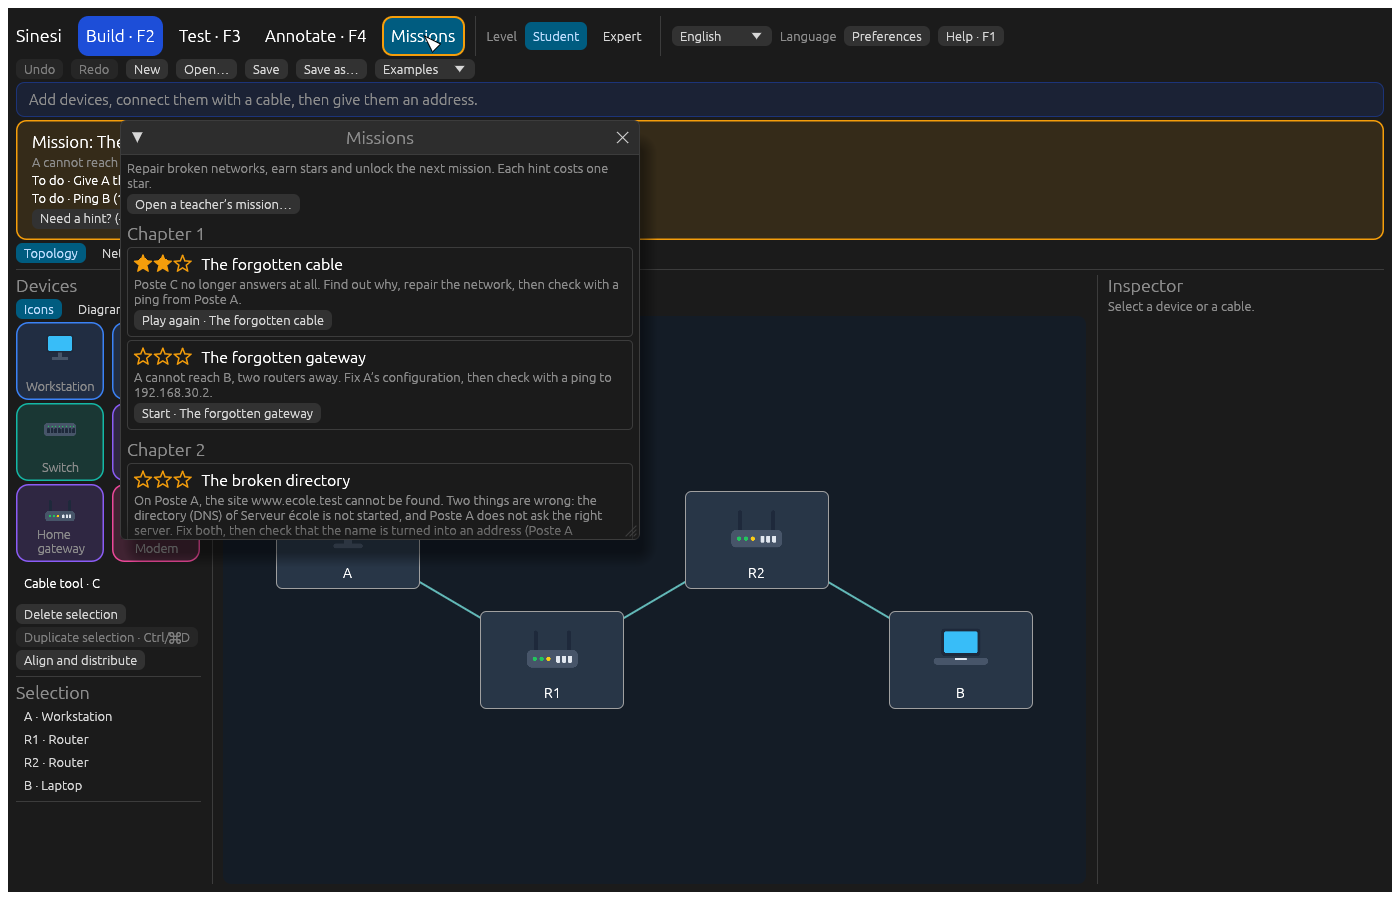 Sinesi
Build · F2
Test · F3
Annotate · F4
Missions
Level
Student
Expert
English
Language
Preferences
Help · F1
Undo
Redo
New
Open…
Save
Save as…
Examples
Add devices, connect them with a cable, then give them an address.
Mission: The
A cannot reach
To do · Give A
To do · Ping B
Need a hint?
Missions
Repair broken networks, earn stars and unlock the next mission. Each hint costs one
star.
Open a teacher's mission…
Chapter 1
The forgotten cable
Poste C no longer answers at all. Find out why, repair the network, then check with a
ping from Poste A.
Play again · The forgotten cable
The forgotten gateway
A cannot reach B, two routers away. Fix A's configuration, then check with a ping to
192.168.30.2.
Start · The forgotten gateway
Chapter 2
The broken directory
On Poste A, the site www.ecole.test cannot be found. Two things are wrong: the
directory (DNS) of Serveur école is not started, and Poste A does not ask the right
server. Fix both, then check that the name is turned into an address (Poste A
Topology
Devices
Icons
Workstation
Switch
Home
gateway
Modem
Cable tool · C
Delete selection
Duplicate selection · Ctrl/⌘D
Align and distribute
Selection
A · Workstation
R1 · Router
R2 · Router
B · Laptop
A
R1
R2
B
Inspector
Select a device or a cable.